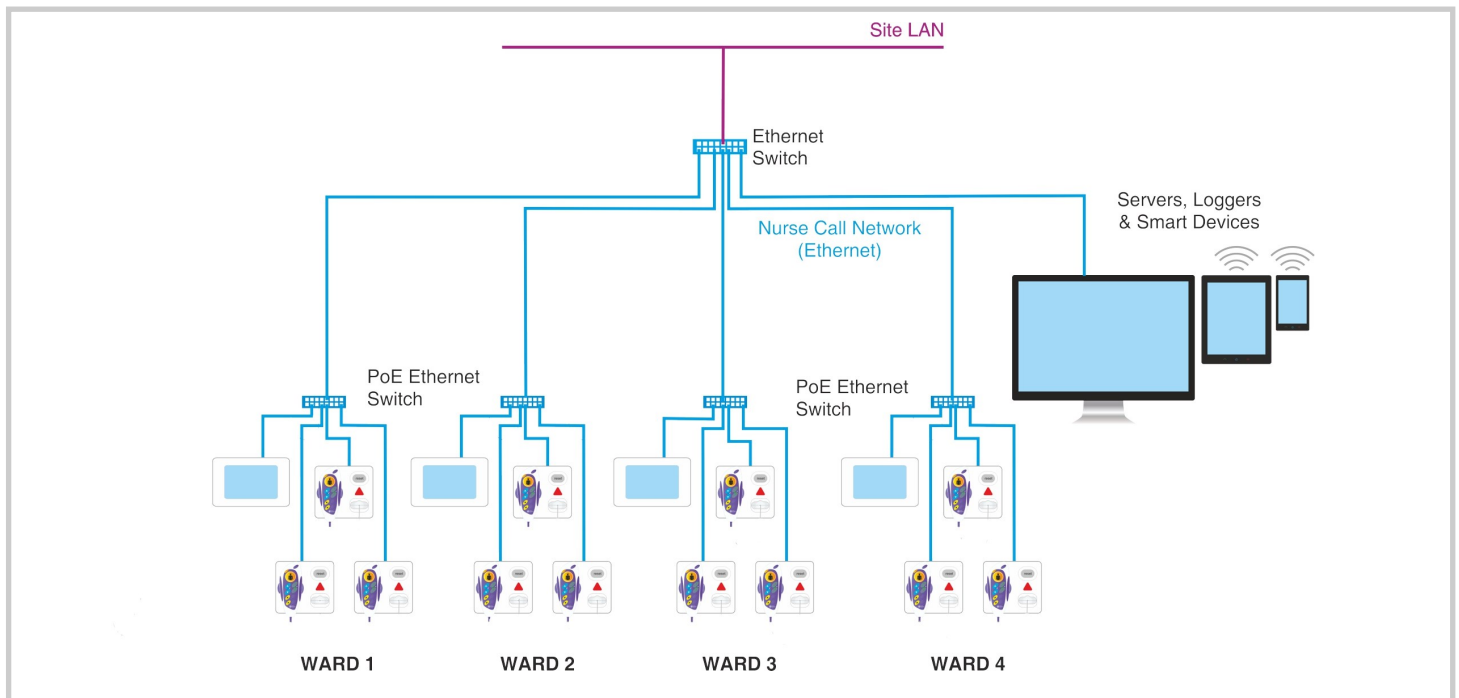 Site LAN
Ethernet
Switch
Servers, Loggers
& Smart Devices
Nurse Call Network
(Ethernet)
PoE Ethernet
Switch
PoE Ethernet
Switch
WARD 1
WARD 2
WARD 3
WARD 4